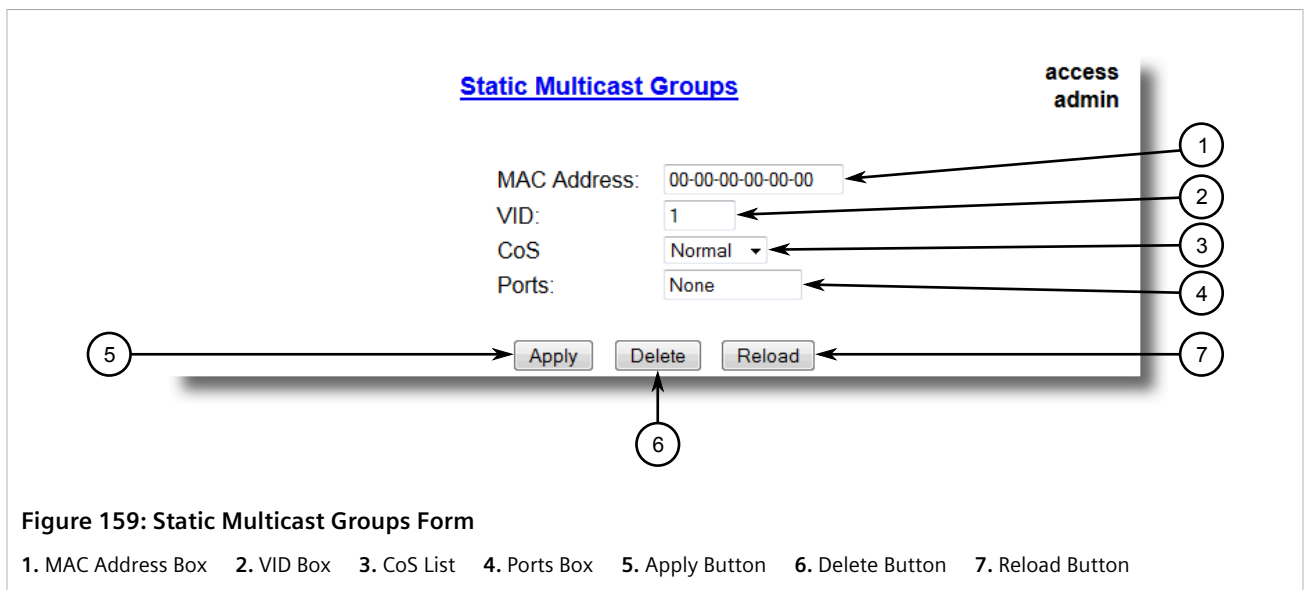 Static Multicast Groups
access
admin
1
MAC Address: 00-00-00-00-00-00
2
VID: 1
3
CoS Normal
4
Ports: None
5
Apply Delete Reload
7
6
Figure 159: Static Multicast Groups Form
1. MAC Address Box 2. VID Box 3. CoS List 4. Ports Box 5. Apply Button 6. Delete Button 7. Reload Button